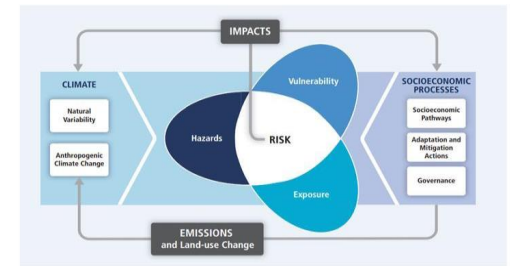 IMPACTS
CLIMATE
Natural
Variability
Anthropogenic
Climate Change
Vulnerability
Hazards
RISK
Exposure
SOCIOECONOMIC
PROCESSES
Socioeconomic
Pathways
Adaptation and
Mitigation
Actions
Governance
EMISSIONS
and Land-use Change